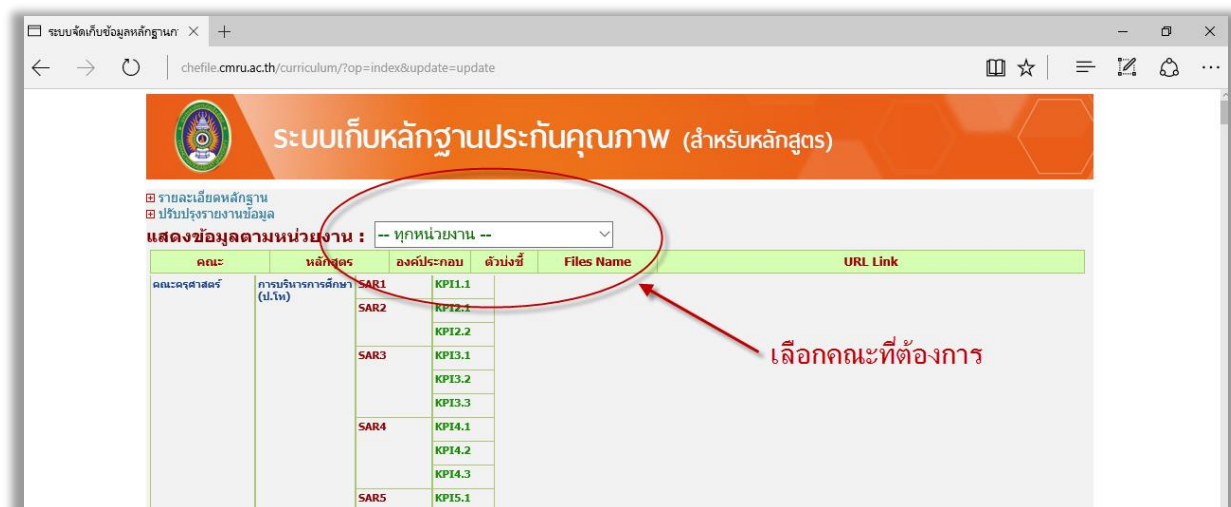 ระบบจัดเก็บข้อมูลหลักฐานกา
chefile.cmru.ac.th/curriculum/?op=index&update=update
ระบบเก็บหลักฐานประกันคุณภาพ (สำหรับหลักสูตร)
รายละเอียดหลักฐาน
ปรับปรุงรายงานข้อมูล
แสดงข้อมูลตามหน่วยงาน : -- ทุกหน่วยงาน --
คณะ หลักสูตร องค์ประกอบ ตัวบ่งชี้ Files Name URL Link
คณะครุศาสตร์ การบริหารการศึกษา SAR1 KPI1.1
(ป.โท)
SAR2 KPI2.1
KPI2.2
SAR3 KPI3.1
เลือกคณะที่ต้องการ
KPI3.2
KPI3.3
SAR4 KPI4.1
KPI4.2
KPI4.3
SAR5 KPI5.1